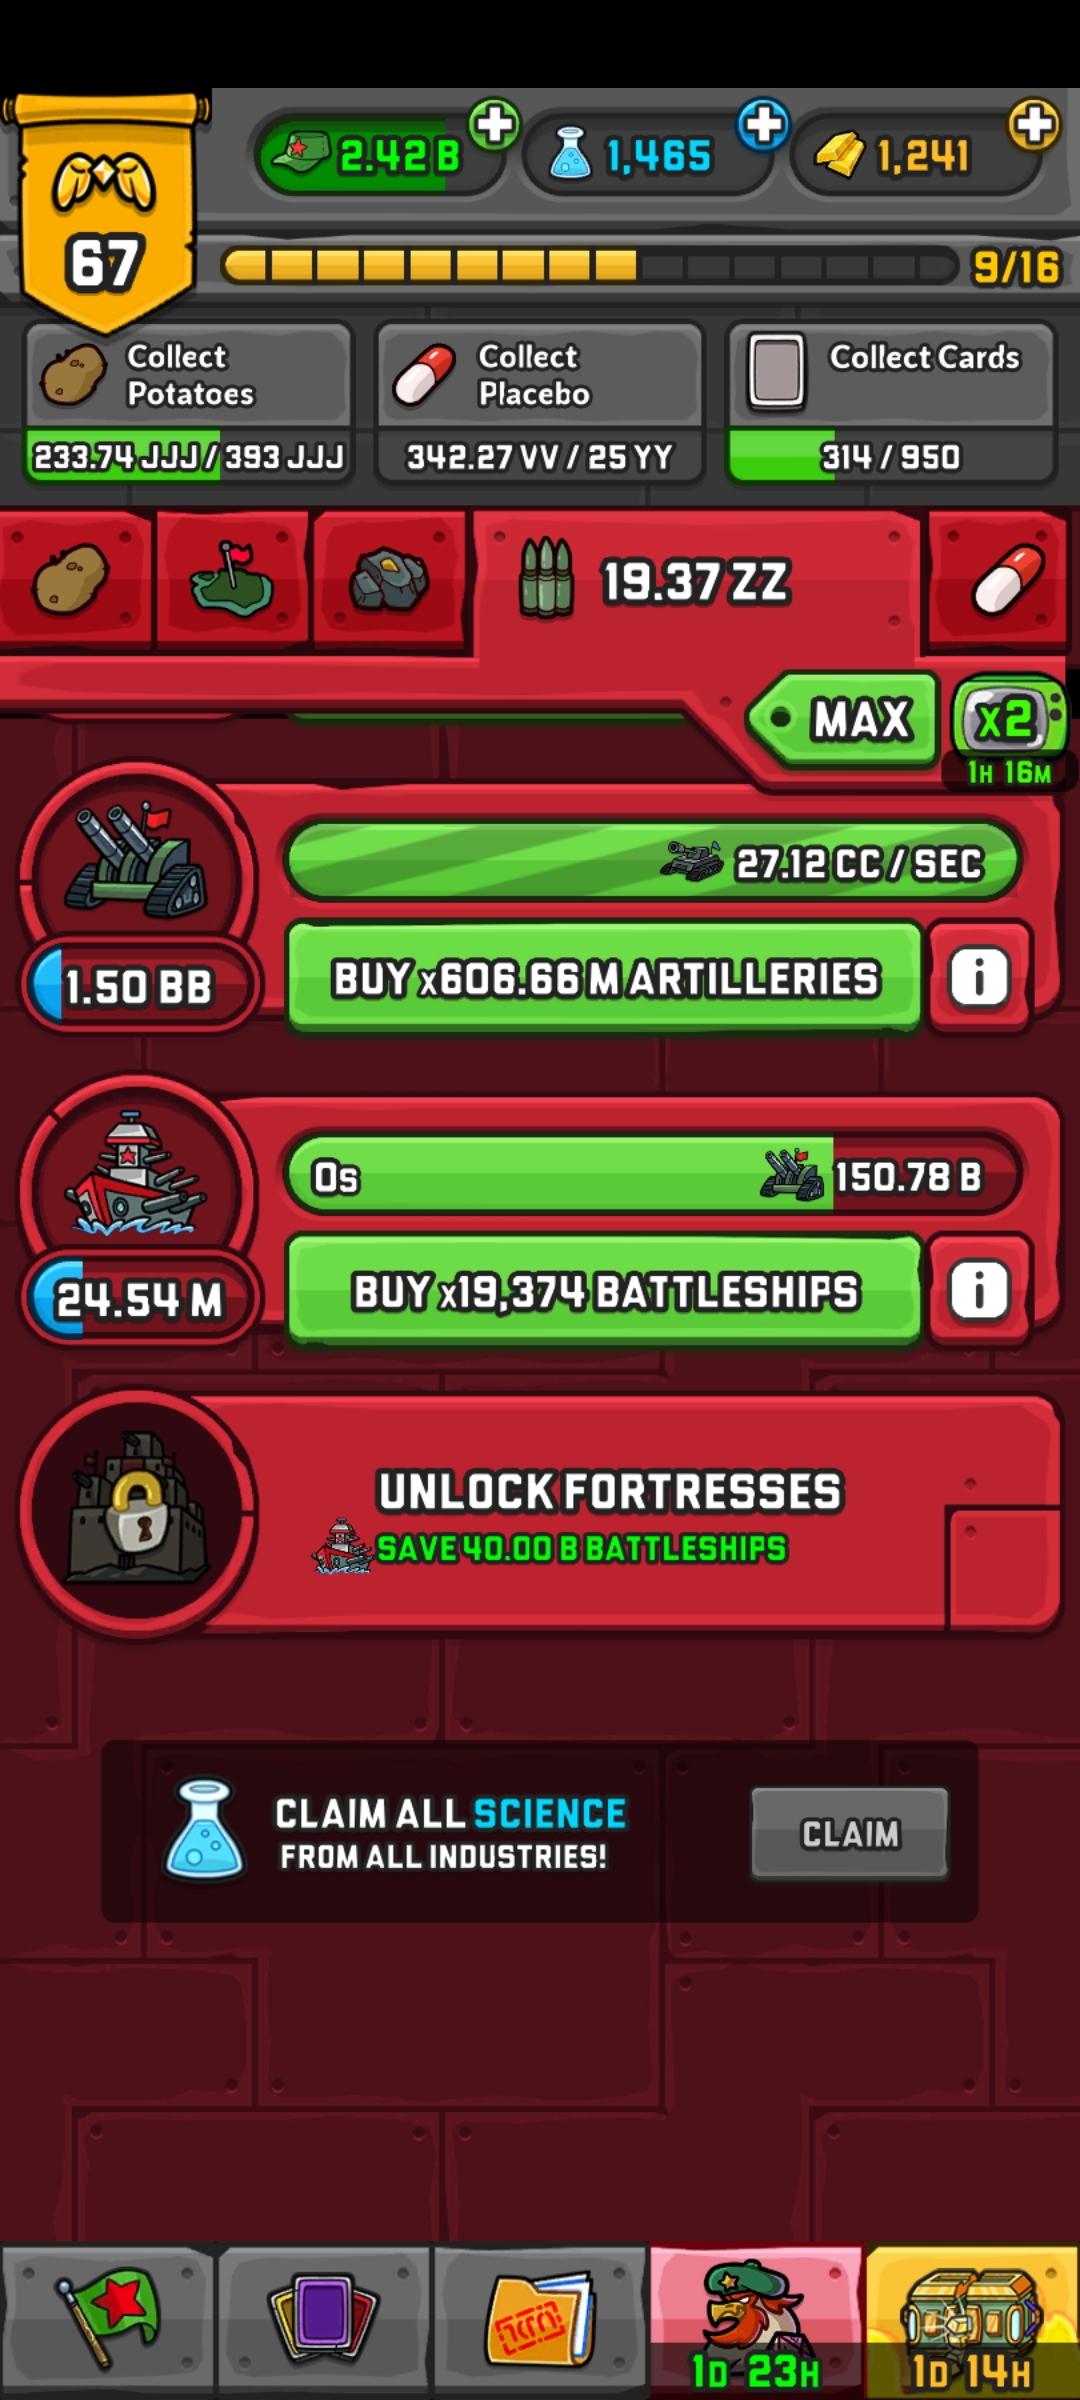 2.42 B
1,465
1,241
67
9/16
Collect
Potatoes
233.74 JJJ / 393 JJJ
Collect
Placebo
342.27 VV / 25 YY
Collect Cards
314 / 950
19.37 ZZ
MAX
x2
1H 16M
27.12 CC / SEC
1.50 BB
BUY x606.66 M ARTILLERIES
i
0s
150.78 B
24.54 M
BUY x19,374 BATTLESHIPS
i
UNLOCK FORTRESSES
SAVE 40.00 B BATTLESHIPS
CLAIM ALL SCIENCE
FROM ALL INDUSTRIES!
CLAIM
1D 23H
1D 14H